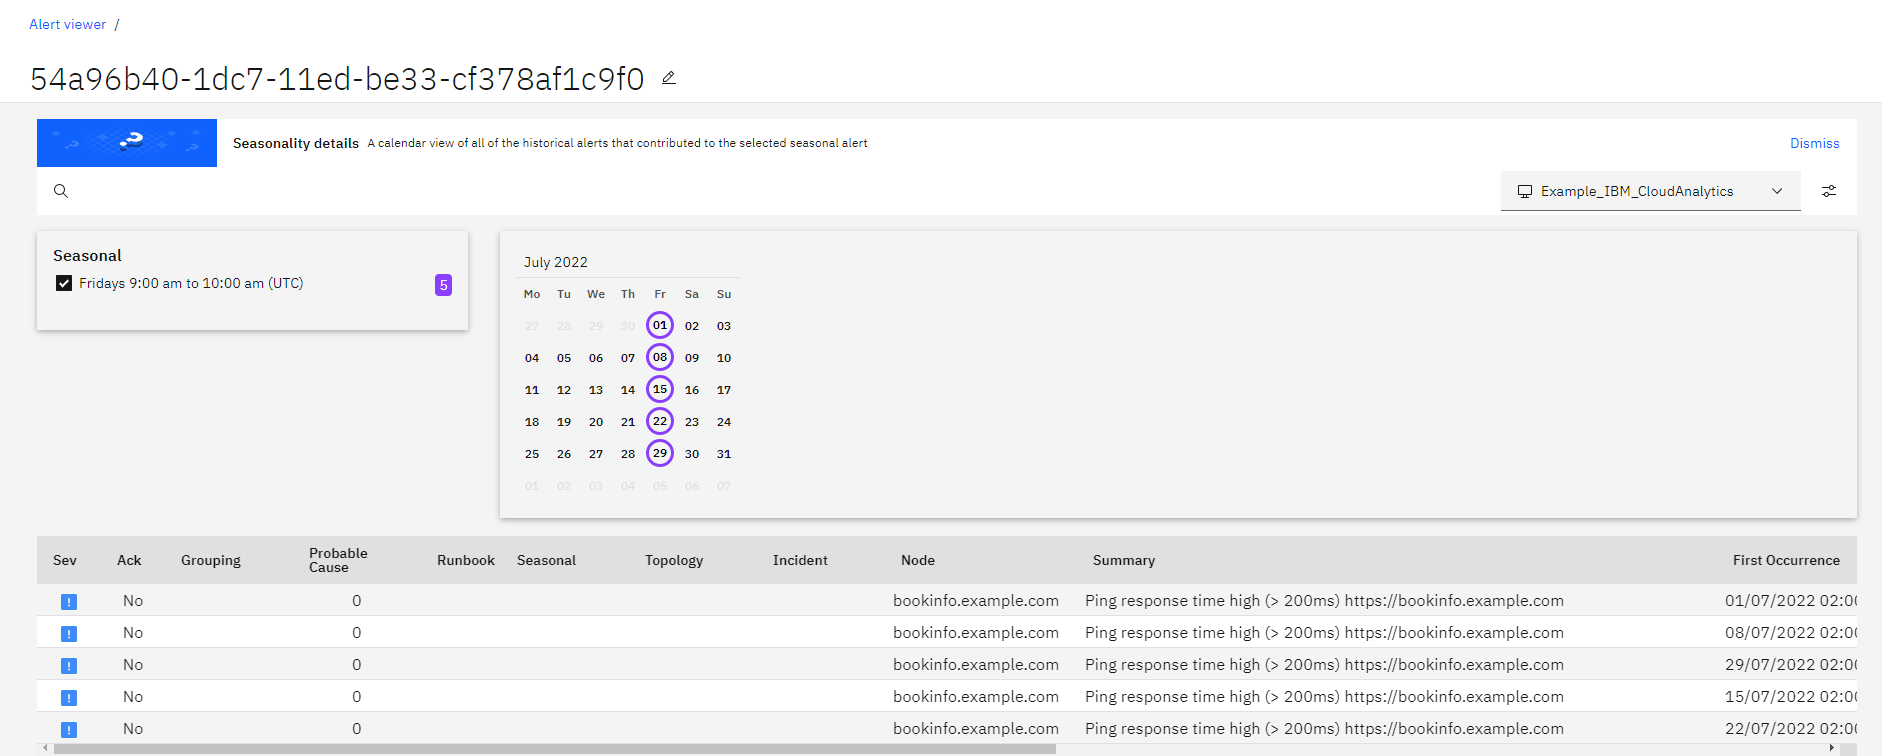 Alert viewer /
54a96b40-1dc7-11ed-be33-cf378af1c9f0
Seasonality details A calendar view of all of the historical alerts that contributed to the selected seasonal alert Dismiss
Example_IBM_CloudAnalytics
Seasonal
Fridays 9:00 am to 10:00 am (UTC) 5
July 2022
Mo Tu We Th Fr Sa Su
27 28 29 30 01 02 03
04 05 06 07 08 09 10
11 12 13 14 15 16 17
18 19 20 21 22 23 24
25 26 27 28 29 30 31
01 02 03 04 05 06 07
Sev Ack Grouping Probable Cause Runbook Seasonal Topology Incident Node Summary First Occurrence
No 0 bookinfo.example.com Ping response time high (> 200ms) https://bookinfo.example.com 01/07/2022 02:00
No 0 bookinfo.example.com Ping response time high (> 200ms) https://bookinfo.example.com 08/07/2022 02:00
No 0 bookinfo.example.com Ping response time high (> 200ms) https://bookinfo.example.com 29/07/2022 02:00
No 0 bookinfo.example.com Ping response time high (> 200ms) https://bookinfo.example.com 15/07/2022 02:00
No 0 bookinfo.example.com Ping response time high (> 200ms) https://bookinfo.example.com 22/07/2022 02:00